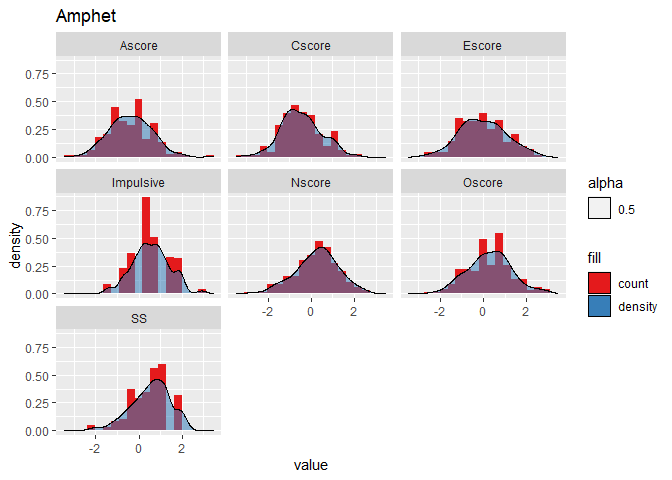 Amphet
Ascore
Cscore
Escore
0.75
0.50
0.25
0.00
Impulsive
Nscore
Oscore
0.75
0.50
0.25
0.00
-2 0 2
-2 0 2
SS
0.75
0.50
0.25
0.00
-2 0 2
density
value
alpha
0.5
fill
count
density